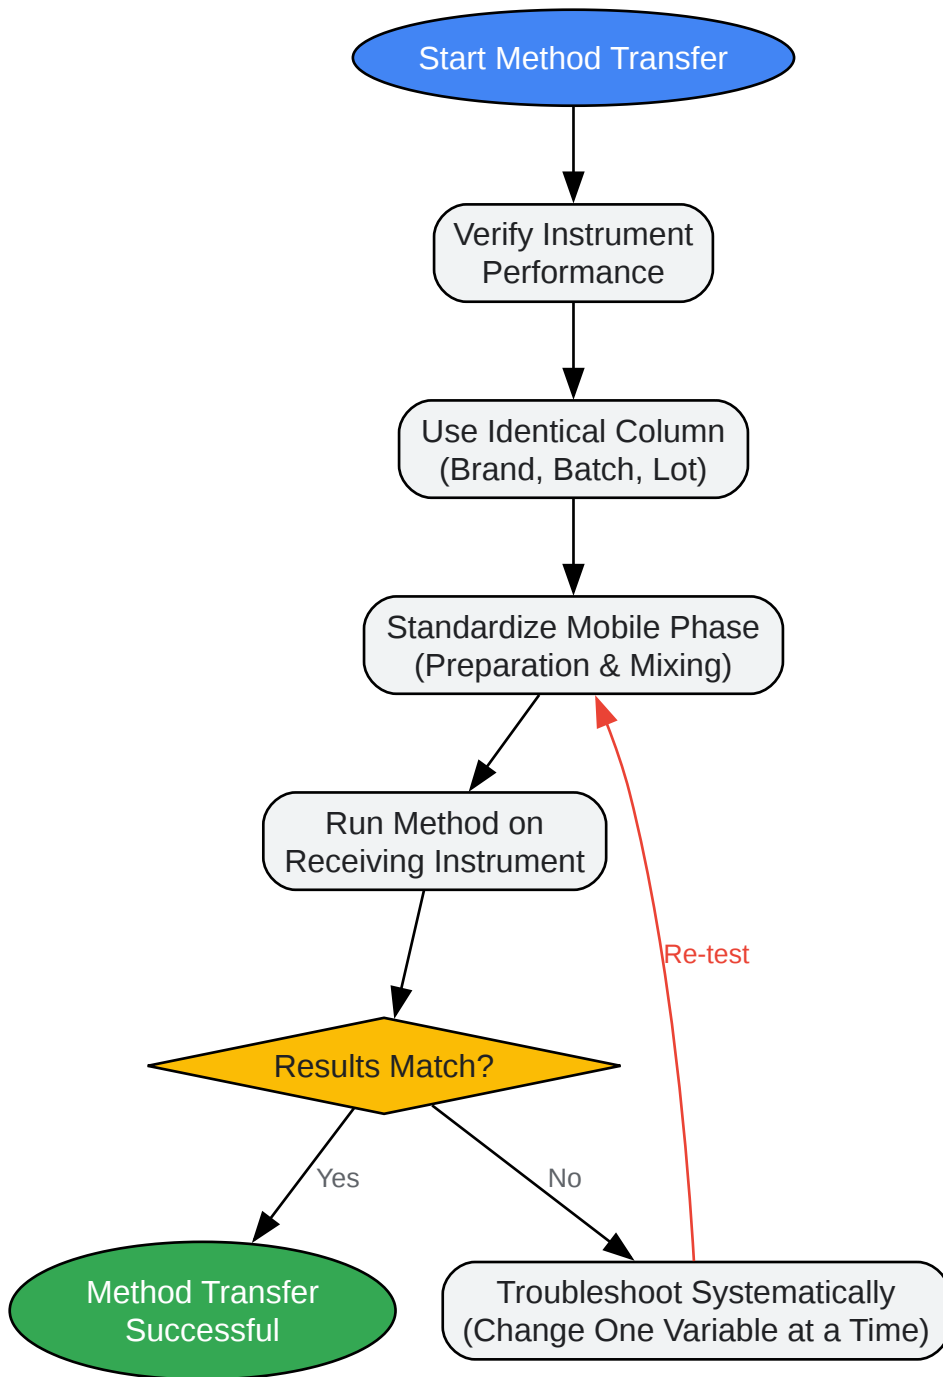 Start Method Transfer
Verify Instrument
Performance
Use Identical Column
(Brand, Batch, Lot)
Standardize Mobile Phase
(Preparation & Mixing)
Run Method on
Receiving Instrument
Re-test
Results Match?
Yes
No
Method Transfer
Successful
Troubleshoot Systematically
(Change One Variable at a Time)